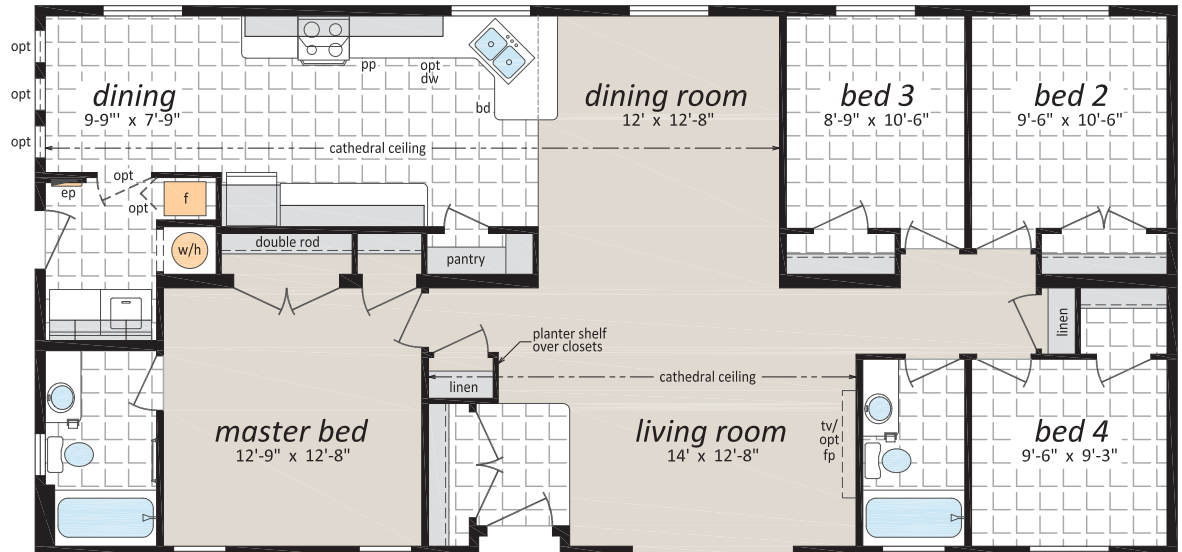 opt
opt
opt
dining
9-9"' x 7'-9"
pp
opt
dw
bd
cathedral ceiling
dining room
12' x 12'-8"
bed 3
8'-9" x 10'-6"
bed 2
9'-6" x 10'-6"
ep
opt
opt
f
w/h
double rod
pantry
planter shelf
over closets
linen
linen
cathedral ceiling
master bed
12'-9" x 12'-8"
living room
14' x 12'-8"
tv/
opt
fp
bed 4
9'-6" x 9'-3"